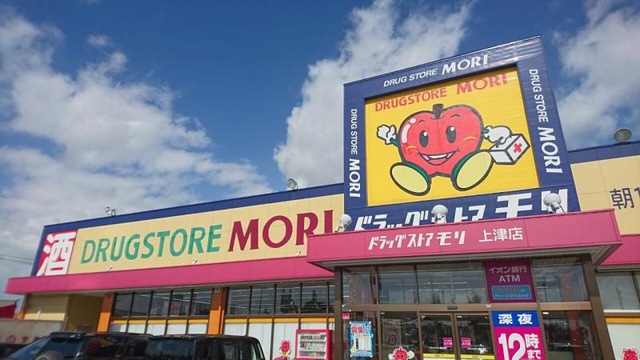 DRUG STORE MORI
DRUGSTORE MORI
DRUG STORE MORI
DRUG STORE MORI
酒 DRUGSTORE MORI
ドラッグストア モリ
ドラッグストア モリ 上津店
朝
イオン銀行
ATM
深夜
12時ま